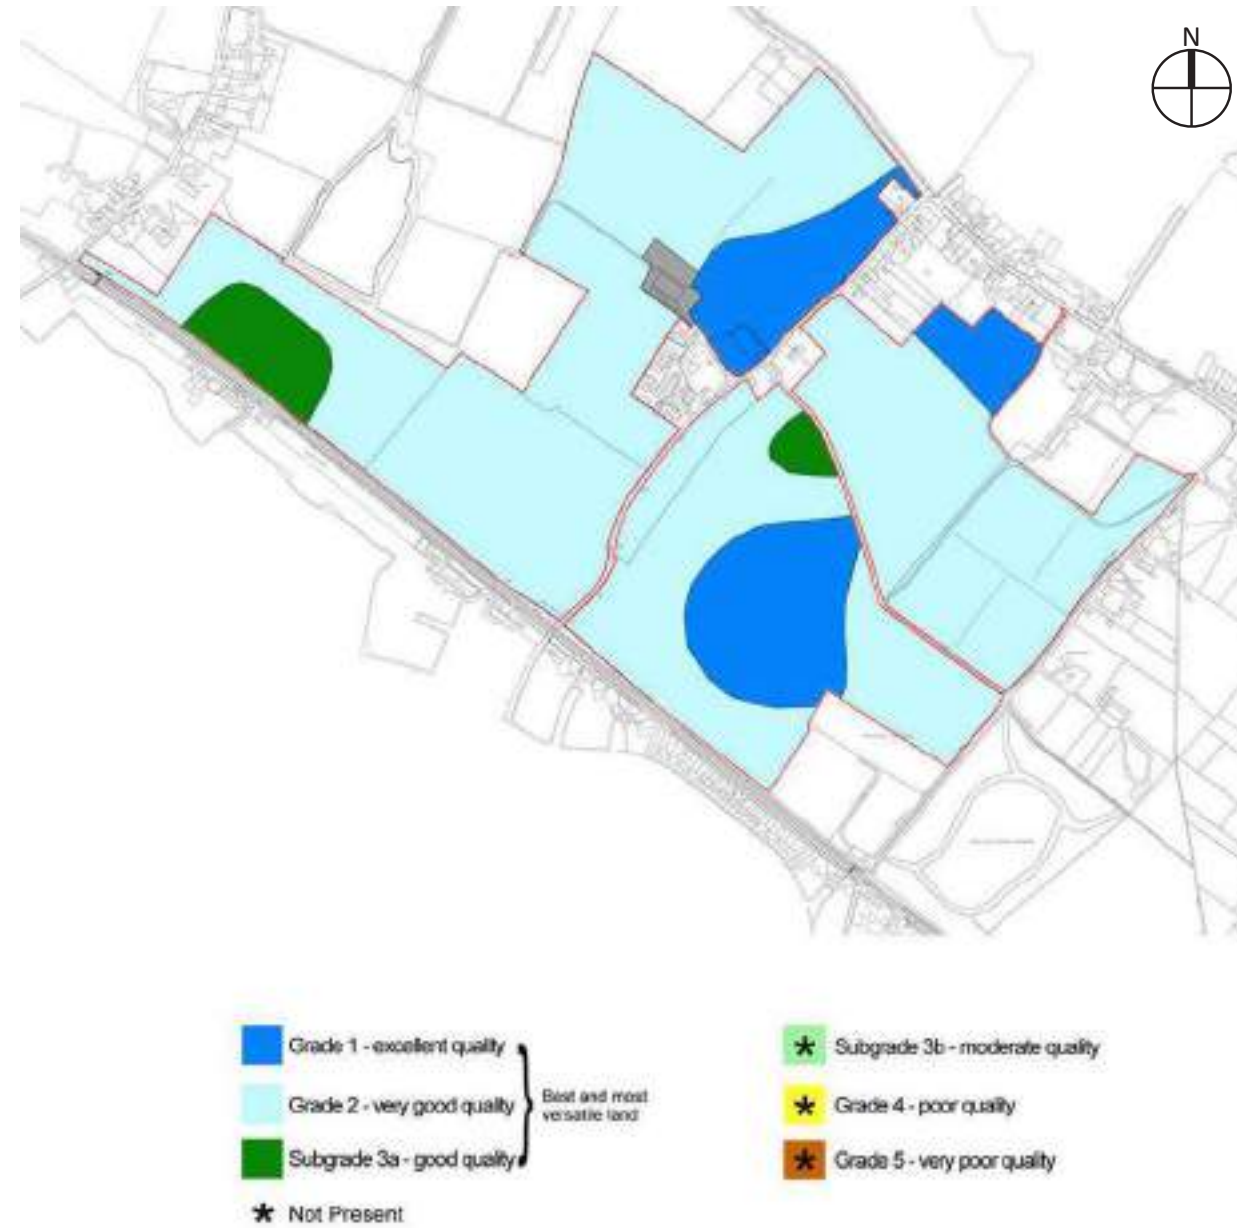 N
Grade 1 - excellent quality
Grade 2 - very good quality
Subgrade 3a - good quality
Best and most
versatile land
* Not Present
* Subgrade 3b - moderate quality
* Grade 4 - poor quality
* Grade 5 - very poor quality